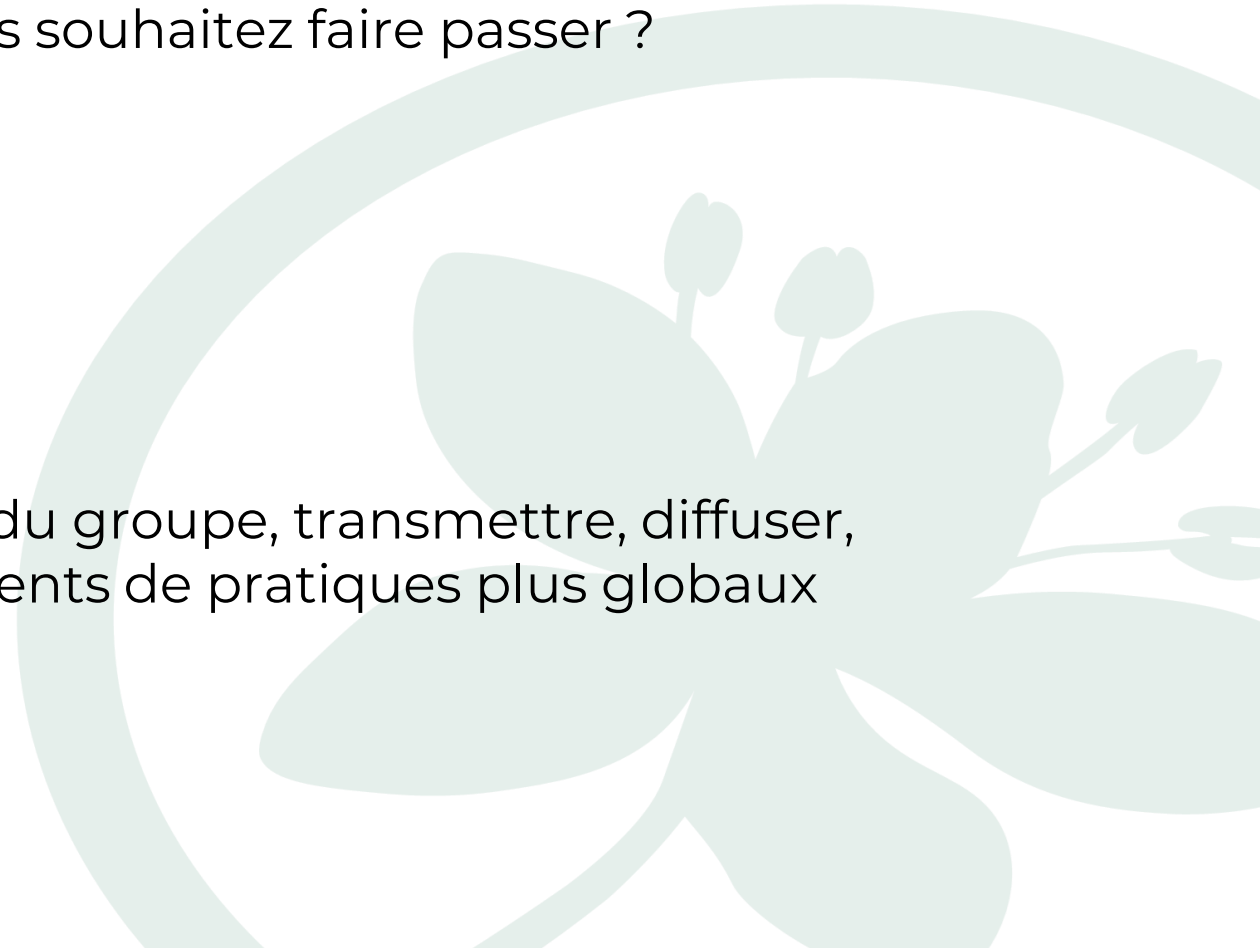 s souhaitez faire passer ?
du groupe, transmettre, diffuser,
ents de pratiques plus globaux